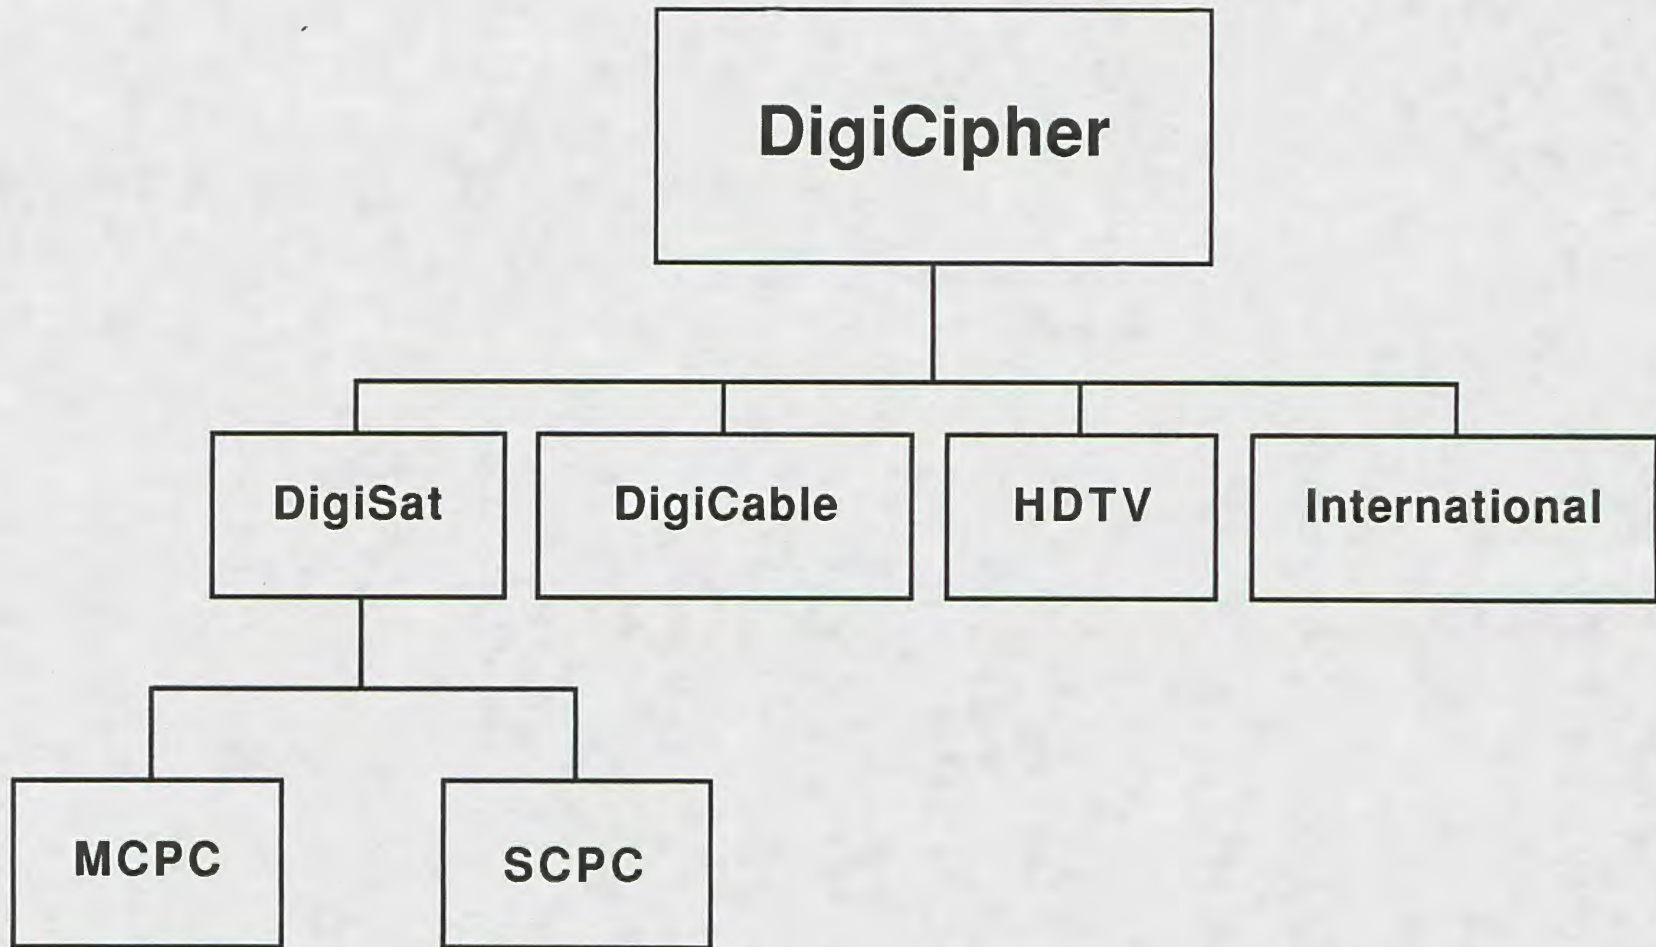 DigiCipher
DigiSat
DigiCable
HDTV
International
MCPC
SCPC